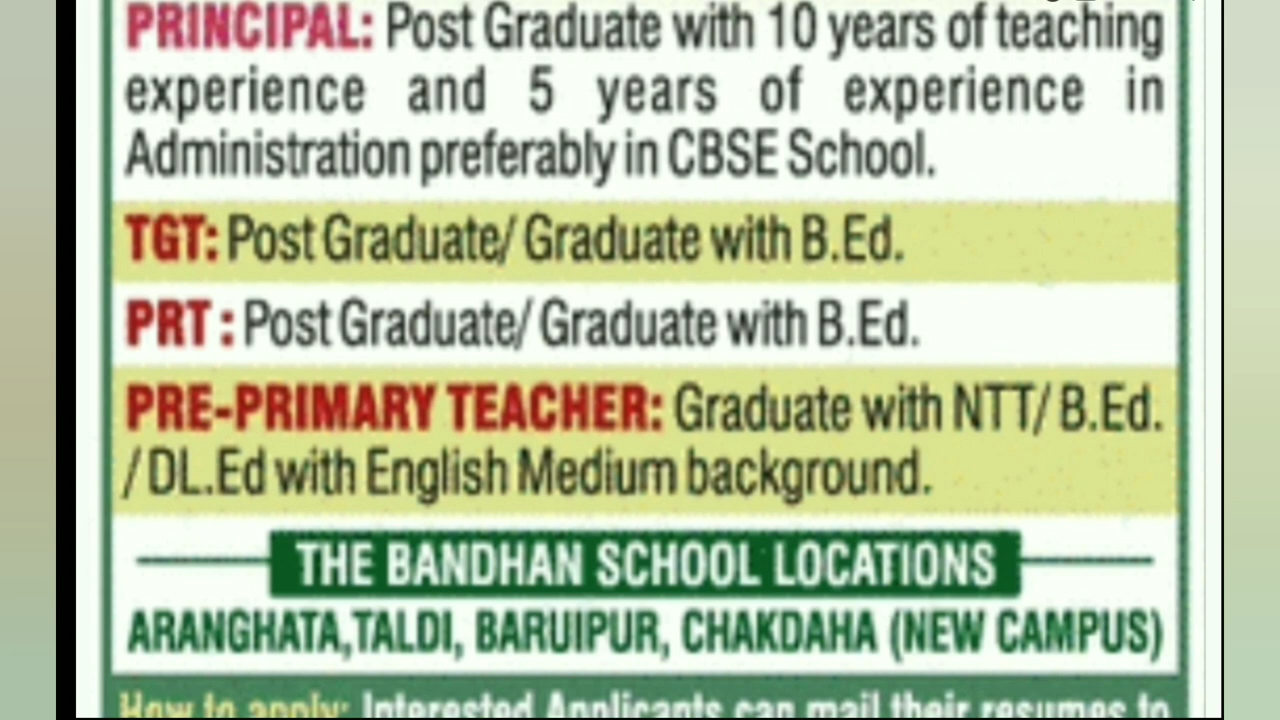 PRINCIPAL: Post Graduate with 10 years of teaching
experience and 5 years of experience in
Administration preferably in CBSE School.
TGT: Post Graduate/ Graduate with B.Ed.
PRT : Post Graduate/ Graduate with B.Ed.
PRE-PRIMARY TEACHER: Graduate with NTT/ B.Ed.
/ DL.Ed with English Medium background.
THE BANDHAN SCHOOL LOCATIONS
ARANGHATA,TALDI, BARUIPUR, CHAKDAHA (NEW CAMPUS)
How to apply: Interested Applicants can mail their resumes to